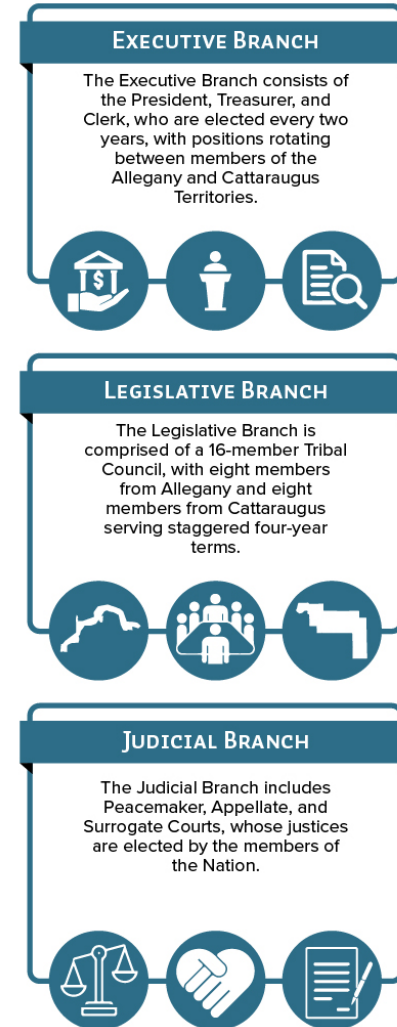 EXECUTIVE BRANCH
The Executive Branch consists of
the President, Treasurer, and
Clerk, who are elected every two
years, with positions rotating
between members of the
Allegany and Cattaraugus
Territories.
$
LEGISLATIVE BRANCH
The Legislative Branch is
comprised of a 16-member Tribal
Council, with eight members
from Allegany and eight
members from Cattaraugus
serving staggered four-year
terms.
JUDICIAL BRANCH
The Judicial Branch includes
Peacemaker, Appellate, and
Surrogate Courts, whose justices
are elected by the members of
the Nation.